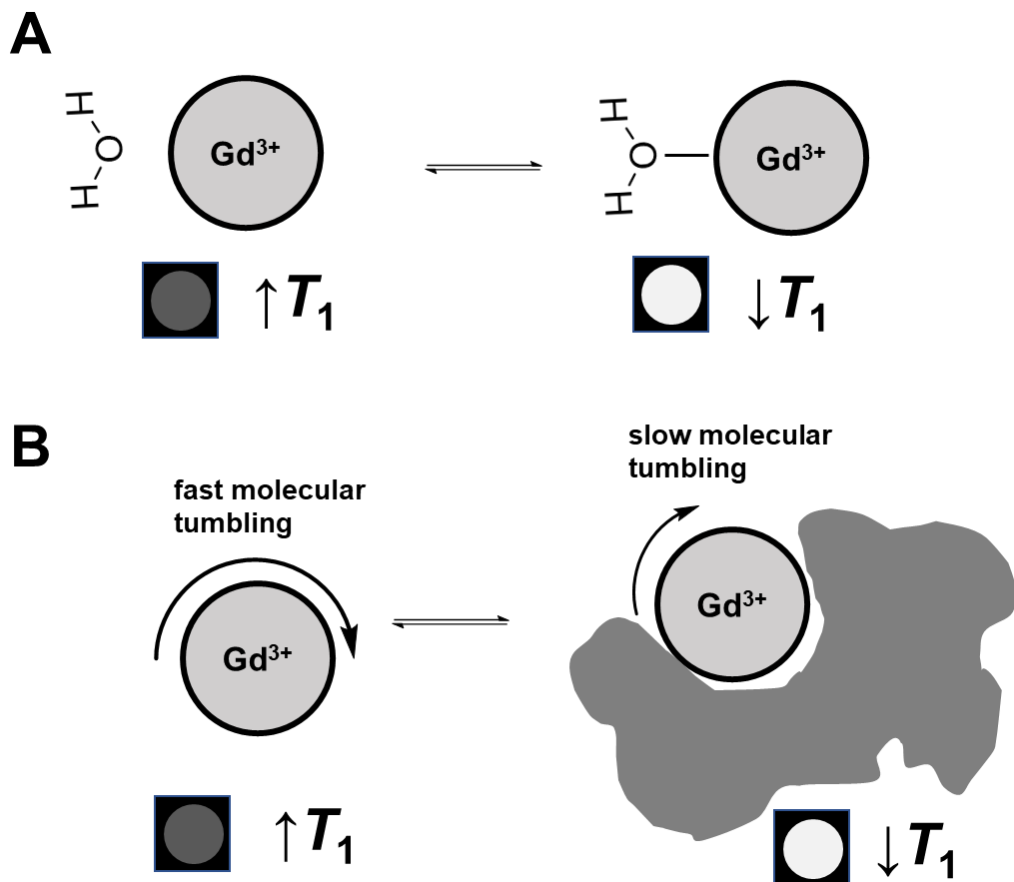 A
H
O
H
Gd³⁺
H
O
H
Gd³⁺
↑T₁
↓T₁
B
fast molecular
tumbling
slow molecular
tumbling
Gd³⁺
Gd³⁺
↑T₁
↓T₁